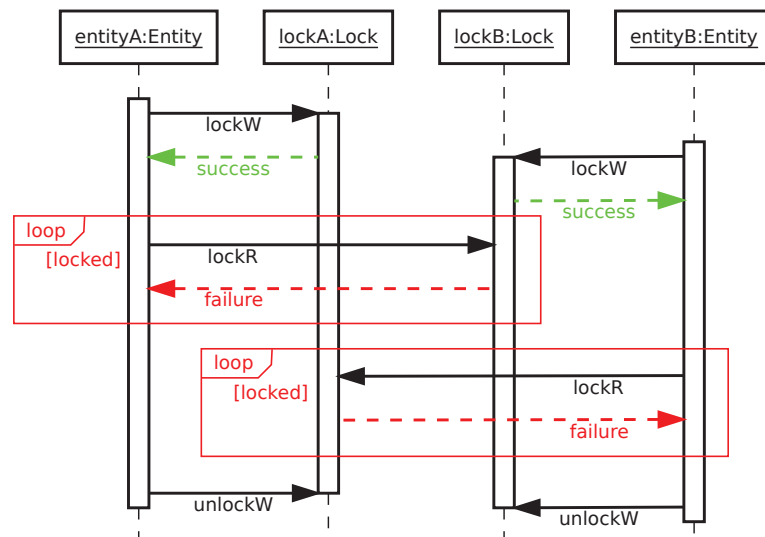 entityA:Entity
lockA:Lock
lockB:Lock
entityB:Entity
lockW
success
lockW
success
loop
[locked]
lockR
failure
loop
[locked]
lockR
failure
unlockW
unlockW